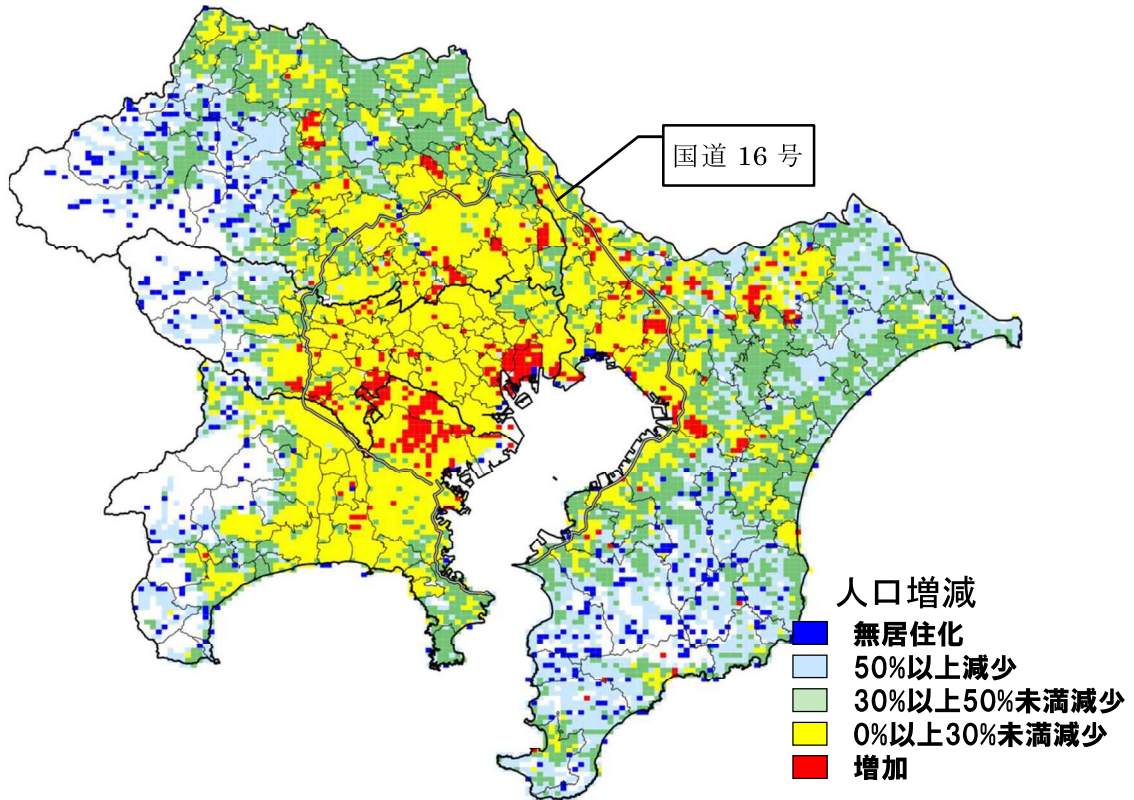 国道 16 号
人口増減
無居住化
50%以上減少
30%以上50%未満減少
0%以上30%未満減少
増加